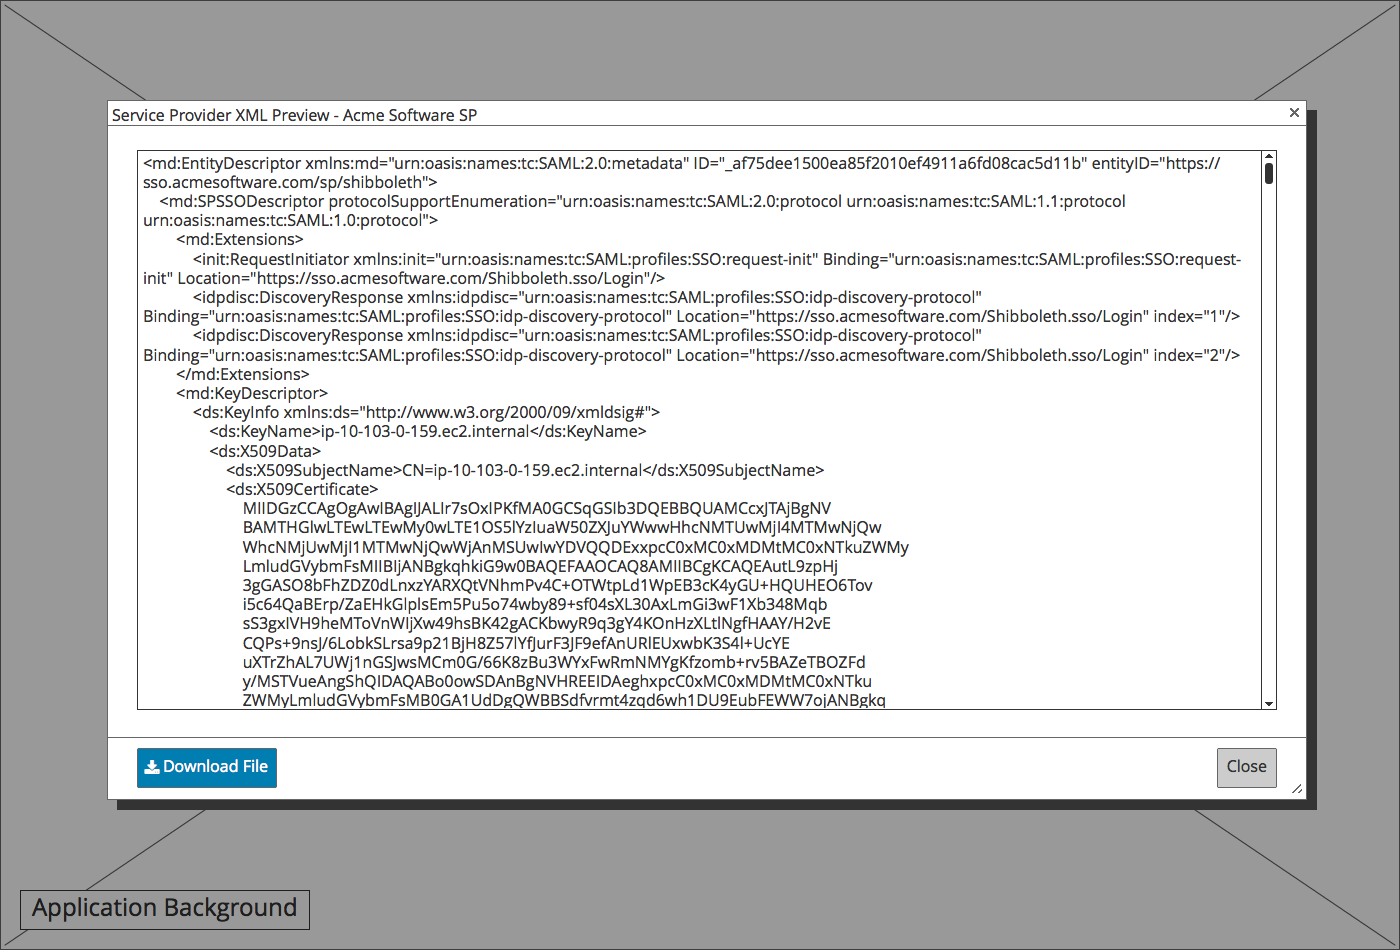 Service Provider XML Preview - Acme Software SP
<md:EntityDescriptor xmlns:md="urn:oasis:names:tc:SAML:2.0:metadata" ID="_af75dee1500ea85f2010ef4911a6fd08cac5d11b" entityID="https://
sso.acmesoftware.com/sp/shibboleth">
<md:SPSSODescriptor protocolSupportEnumeration="urn:oasis:names:tc:SAML:2.0:protocol urn:oasis:names:tc:SAML:1.1:protocol
urn:oasis:names:tc:SAML:1.0:protocol">
<md:Extensions>
<init:RequestInitiator xmlns:init="urn:oasis:names:tc:SAML:profiles:SSO:request-init" Binding="urn:oasis:names:tc:SAML:profiles:SSO:request-
init" Location="https://sso.acmesoftware.com/Shibboleth.sso/Login"/>
<idpdisc:DiscoveryResponse xmlns:idpdisc="urn:oasis:names:tc:SAML:profiles:SSO:idp-discovery-protocol"
Binding="urn:oasis:names:tc:SAML:profiles:SSO:idp-discovery-protocol" Location="https://sso.acmesoftware.com/Shibboleth.sso/Login" index="1"/>
<idpdisc:DiscoveryResponse xmlns:idpdisc="urn:oasis:names:tc:SAML:profiles:SSO:idp-discovery-protocol"
Binding="urn:oasis:names:tc:SAML:profiles:SSO:idp-discovery-protocol" Location="https://sso.acmesoftware.com/Shibboleth.sso/Login" index="2"/>
</md:Extensions>
<md:KeyDescriptor>
<ds:KeyInfo xmlns:ds="http://www.w3.org/2000/09/xmldsig#">
<ds:KeyName>ip-10-103-0-159.ec2.internal</ds:KeyName>
<ds:X509Data>
<ds:X509SubjectName>CN=ip-10-103-0-159.ec2.internal</ds:X509SubjectName>
<ds:X509Certificate>
MIIDGzCCAgOgAwIBAgIJALIr7sOxIPKfMA0GCSqGSIb3DQEBBQUAMCcxJTAjBgNV
BAMTHGlwLTEwLTEwMy0wLTE1OS5lYzIuaW50ZXJuYWwwHhcNMTUwMjI4MTMwNjQw
WhcNMjUwMjI1MTMwNjQwWjAnMSUwIwYDVQQDExxpcC0xMC0xMDMtMC0xNTkuZWMy
LmludGVybmFsMIIBIjANBgkqhkiG9w0BAQEFAAOCAQ8AMIIBCgKCAQEAutL9zpHj
3gGASO8bFhZDZ0dLnxzYARXQtVNhmPv4C+OTWtpLd1WpEB3cK4yGU+HQUHEO6Tov
i5c64QaBErp/ZaEHkGlpIsEm5Pu5o74wby89+sf04sXL30AxLmGi3wF1Xb348Mqb
sS3gxlVH9heMToVnWIjXw49hsBK42gACKbwyR9q3gY4KOnHzXLtlNgfHAAY/H2vE
CQPs+9nsJ/6LobkSLrsa9p21BjH8Z57lYfJurF3JF9efAnURlEUxwbK3S4l+UcYE
uXTrZhAL7UWj1nGSJwsMCm0G/66K8zBu3WYxFwRmNMYgKfzomb+rv5BAZeTBOZFd
y/MSTVueAngShQIDAQABo0owSDAnBgNVHREEIDAeghxpcC0xMC0xMDMtMC0xNTku
ZWMyLmludGVybmFsMB0GA1UdDgQWBBSdfvrmt4zqd6wh1DU9EubFEWW7ojANBgkq
Download File
Close
Application Background